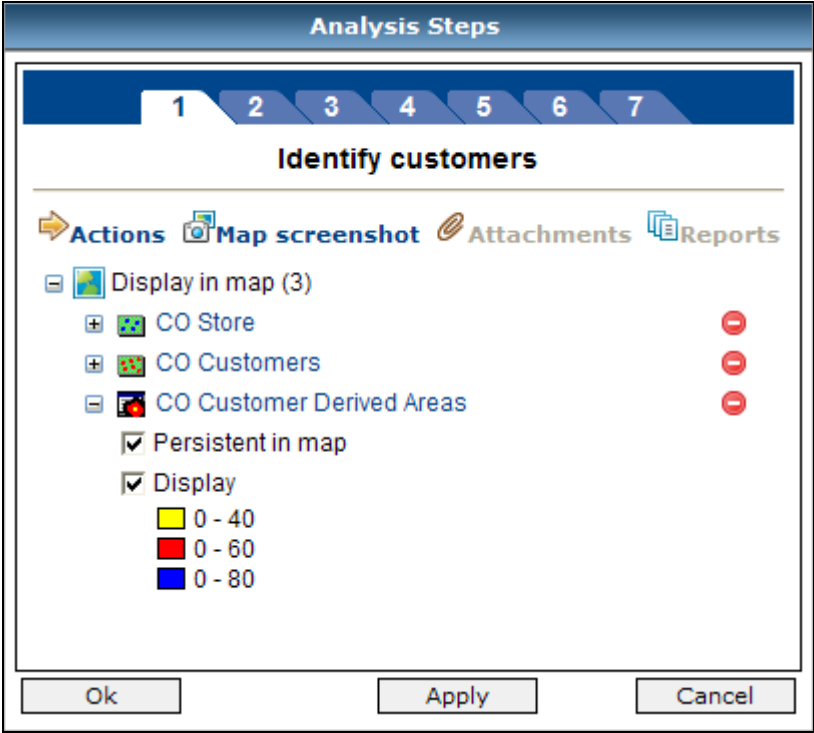 Analysis Steps
1 2 3 4 5 6 7
Identify customers
Actions Map screenshot Attachments Reports
Display in map (3)
CO Store
CO Customers
CO Customer Derived Areas
Persistent in map
Display
0 - 40
0 - 60
0 - 80
Ok Apply Cancel